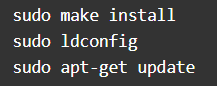 sudo make install
sudo ldconfig
sudo apt-get update